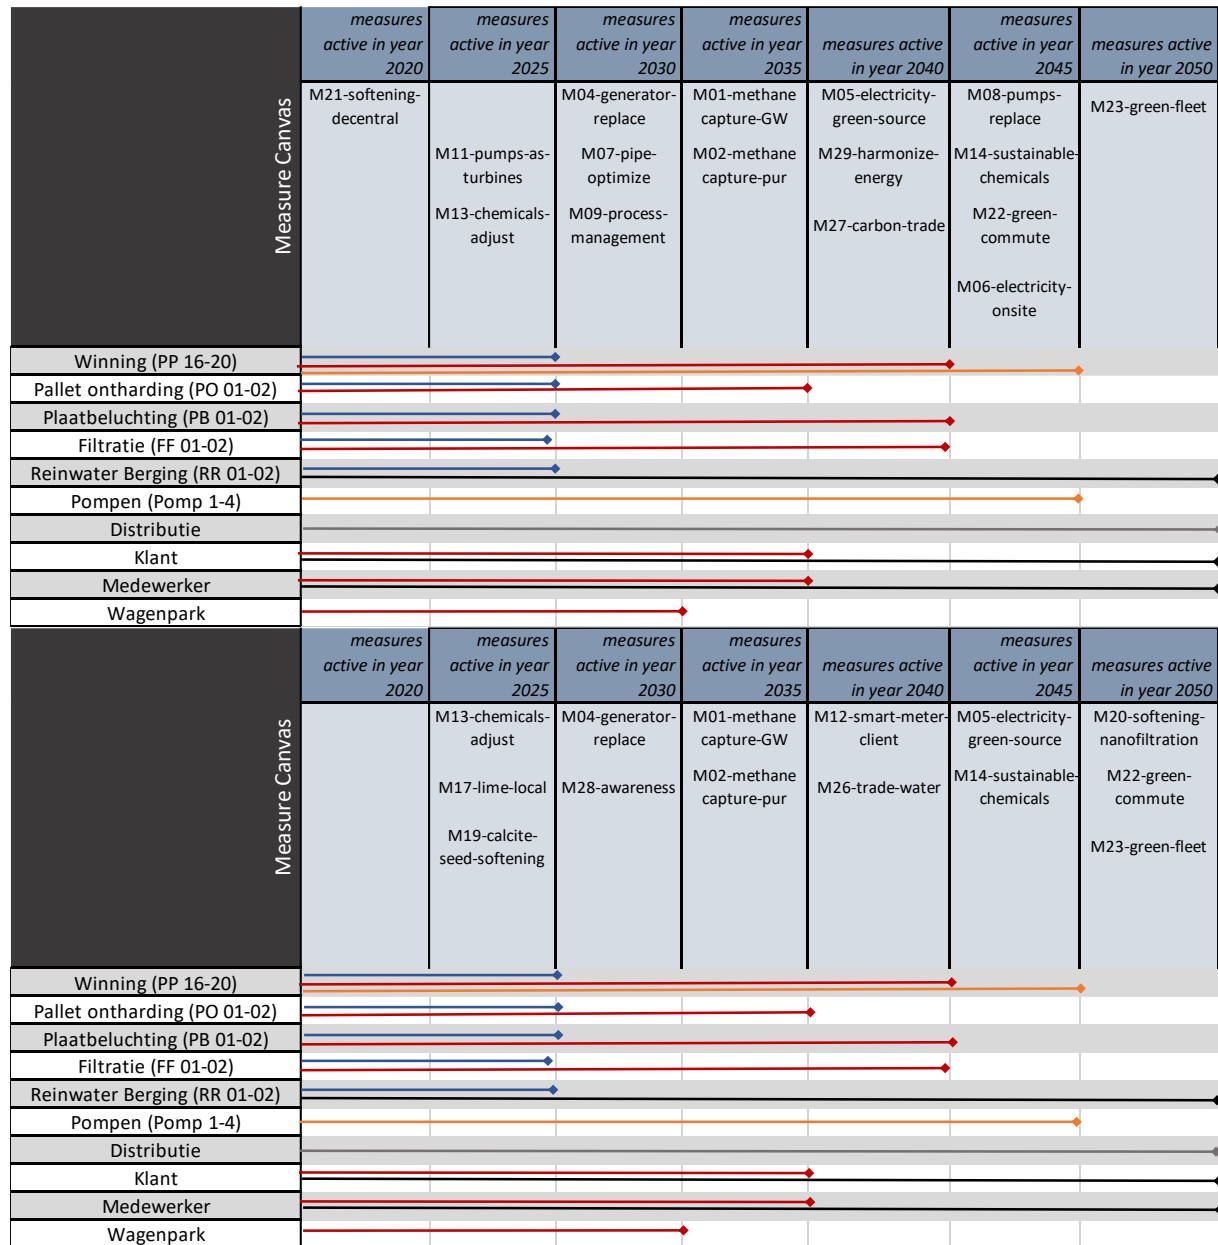 Measure Canvas
measures
active in year
2020
measures
active in year
2025
measures
active in year
2030
measures
active in year
2035
measures active
in year 2040
measures
active in year
2045
measures active
in year 2050
M21-softening-
decentral
M11-pumps-as-
turbines
M13-chemicals-
adjust
M04-generator-
replace
M07-pipe-
optimize
M09-process-
management
M01-methane
capture-GW
M02-methane
capture-pur
M05-electricity-
green-source
M29-harmonize-
energy
M27-carbon-trade
M08-pumps-
replace
M14-sustainable-
chemicals
M22-green-
commute
M06-electricity-
onsite
M23-green-fleet
Winning (PP 16-20)
Pallet ontharding (PO 01-02)
Plaatbeluchting (PB 01-02)
Filtratie (FF 01-02)
Reinwater Berging (RR 01-02)
Pompen (Pomp 1-4)
Distributie
Klant
Medewerker
Wagenpark
Measure Canvas
measures
active in year
2020
measures
active in year
2025
measures
active in year
2030
measures
active in year
2035
measures active
in year 2040
measures
active in year
2045
measures active
in year 2050
M13-chemicals-
adjust
M17-lime-local
M19-calcite-
seed-softening
M04-generator-
replace
M28-awareness
M01-methane
capture-GW
M02-methane
capture-pur
M12-smart-meter-
client
M26-trade-water
M05-electricity-
green-source
M14-sustainable-
chemicals
M20-softening-
nanofiltration
M22-green-
commute
M23-green-fleet
Winning (PP 16-20)
Pallet ontharding (PO 01-02)
Plaatbeluchting (PB 01-02)
Filtratie (FF 01-02)
Reinwater Berging (RR 01-02)
Pompen (Pomp 1-4)
Distributie
Klant
Medewerker
Wagenpark